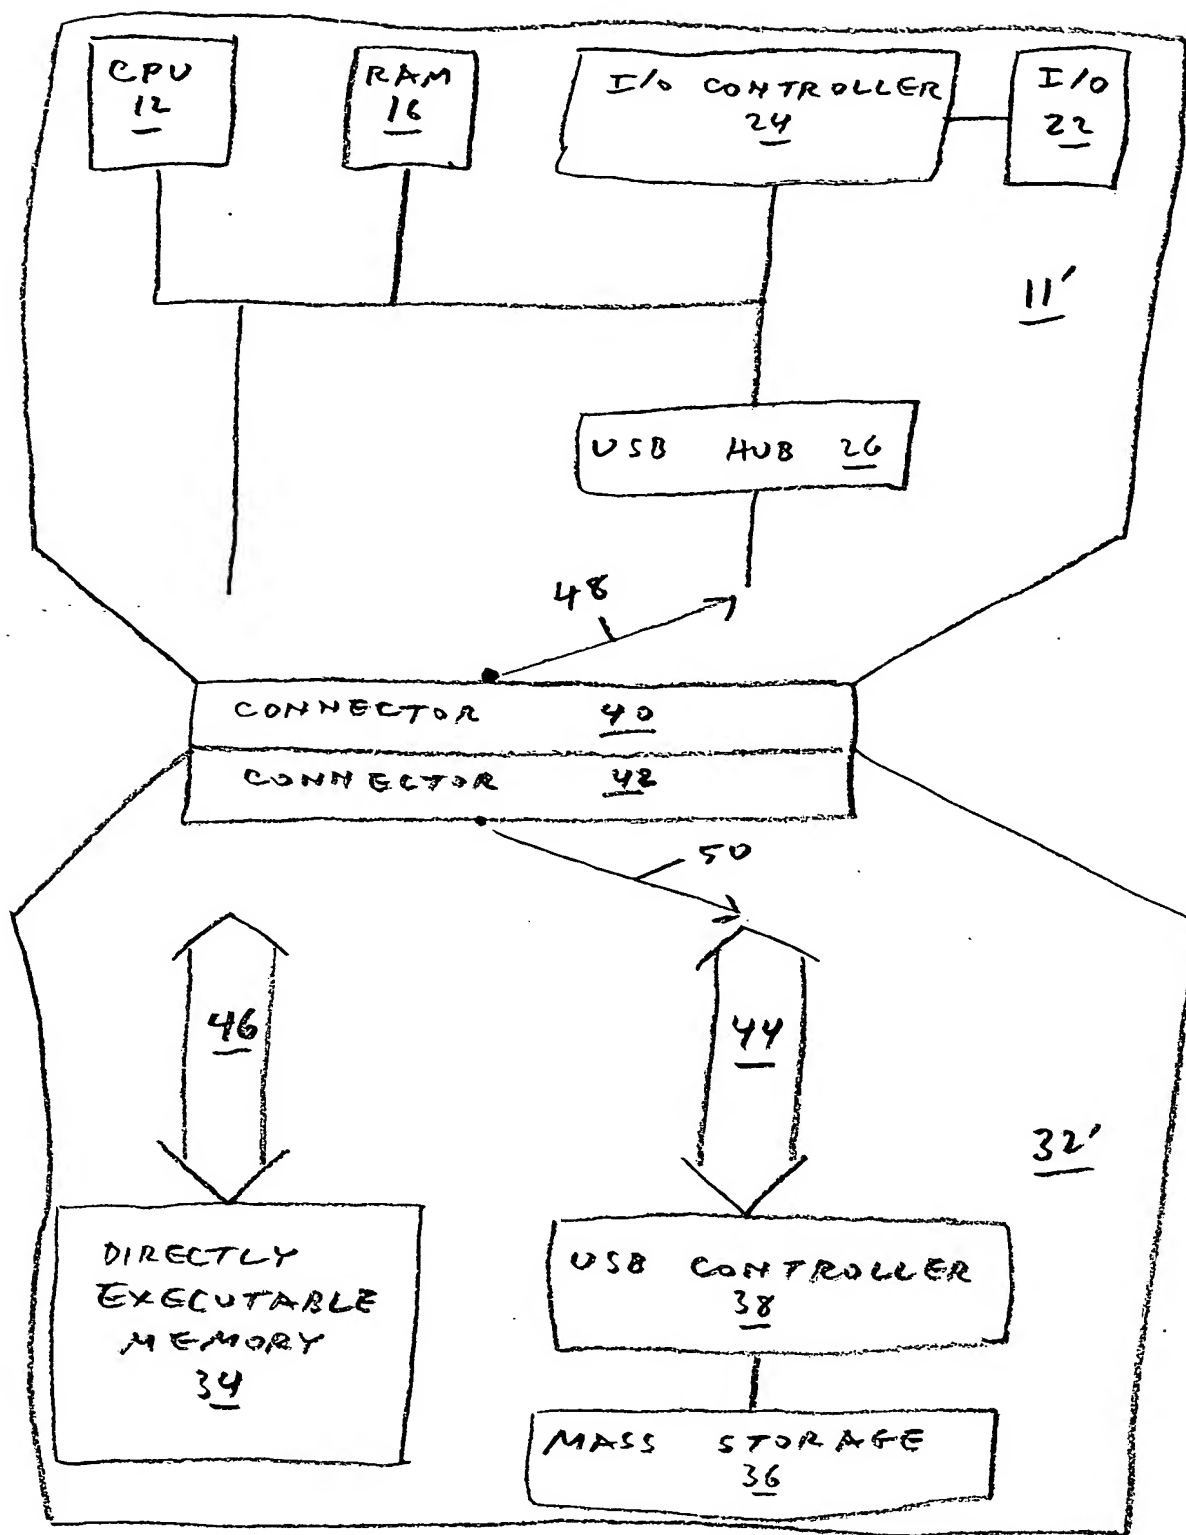 CPU
12
RAM
16
I/O CONTROLLER
24
I/O
22
11'
USB HUB 26
48
CONNECTOR 40
CONNECTOR 42
50
46
44
32'
DIRECTLY
EXECUTABLE
MEMORY
34
USB CONTROLLER
38
MASS STORAGE
36